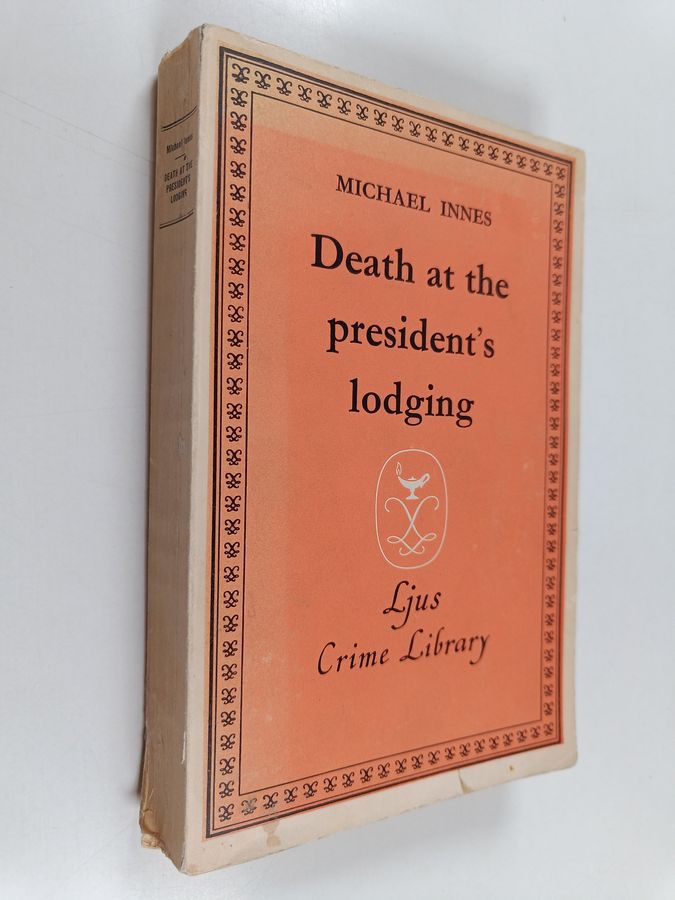 MICHAEL INNES
Death at the
president's
lodging
Ljus
Crime Library
Michael Innes
DEATH AT THE
PRESIDENT'S
LODGING